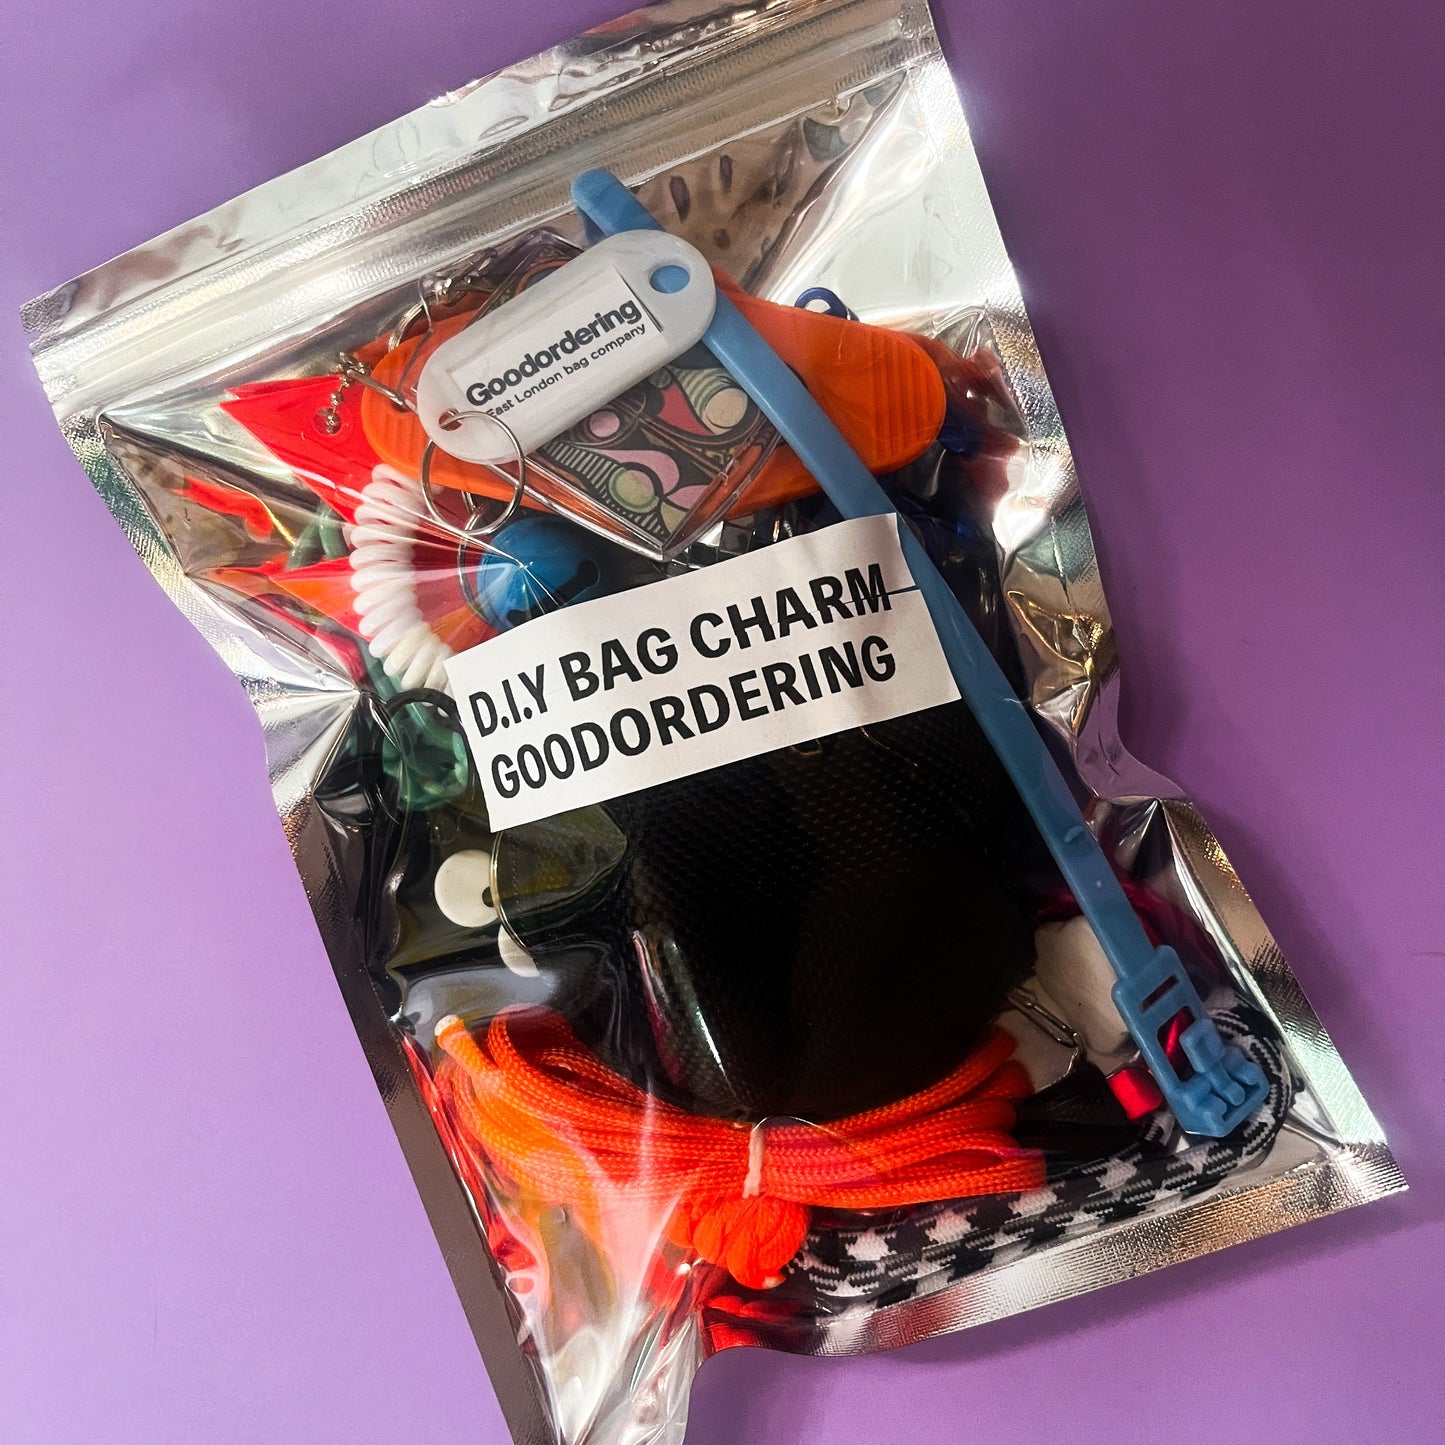 Goodordering
East London bag company
D.I.Y BAG CHARM
GOODORDERING